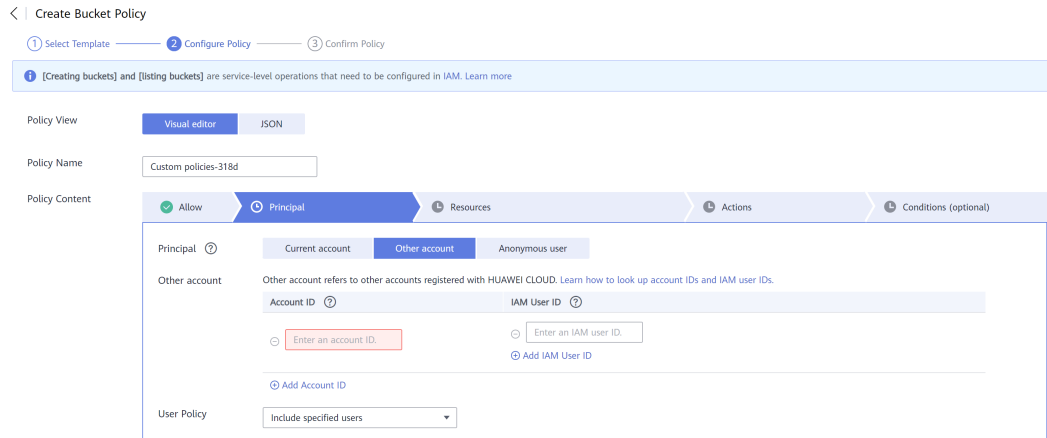 Create Bucket Policy
1 Select Template 2 Configure Policy 3 Confirm Policy
[Creating buckets] and [listing buckets] are service-level operations that need to be configured in IAM. Learn more
Policy View Visual editor JSON
Policy Name Custom policies-318d
Policy Content Allow Principal Resources Actions Conditions (optional)
Principal ? Current account Other account Anonymous user
Other account Other account refers to other accounts registered with HUAWEI CLOUD. Learn how to look up account IDs and IAM user IDs.
Account ID ? IAM User ID ?
Enter an account ID. Enter an IAM user ID.
Add IAM User ID
Add Account ID
User Policy Include specified users